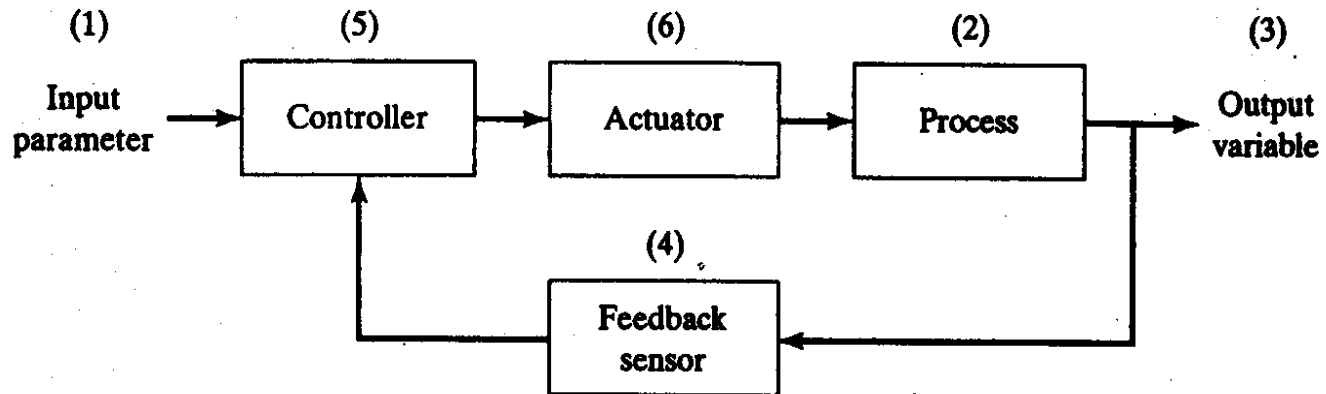 (1)
(5)
(6)
(2)
(3)
Input
parameter
Controller
Actuator
Process
Output
variable
(4)
Feedback
sensor